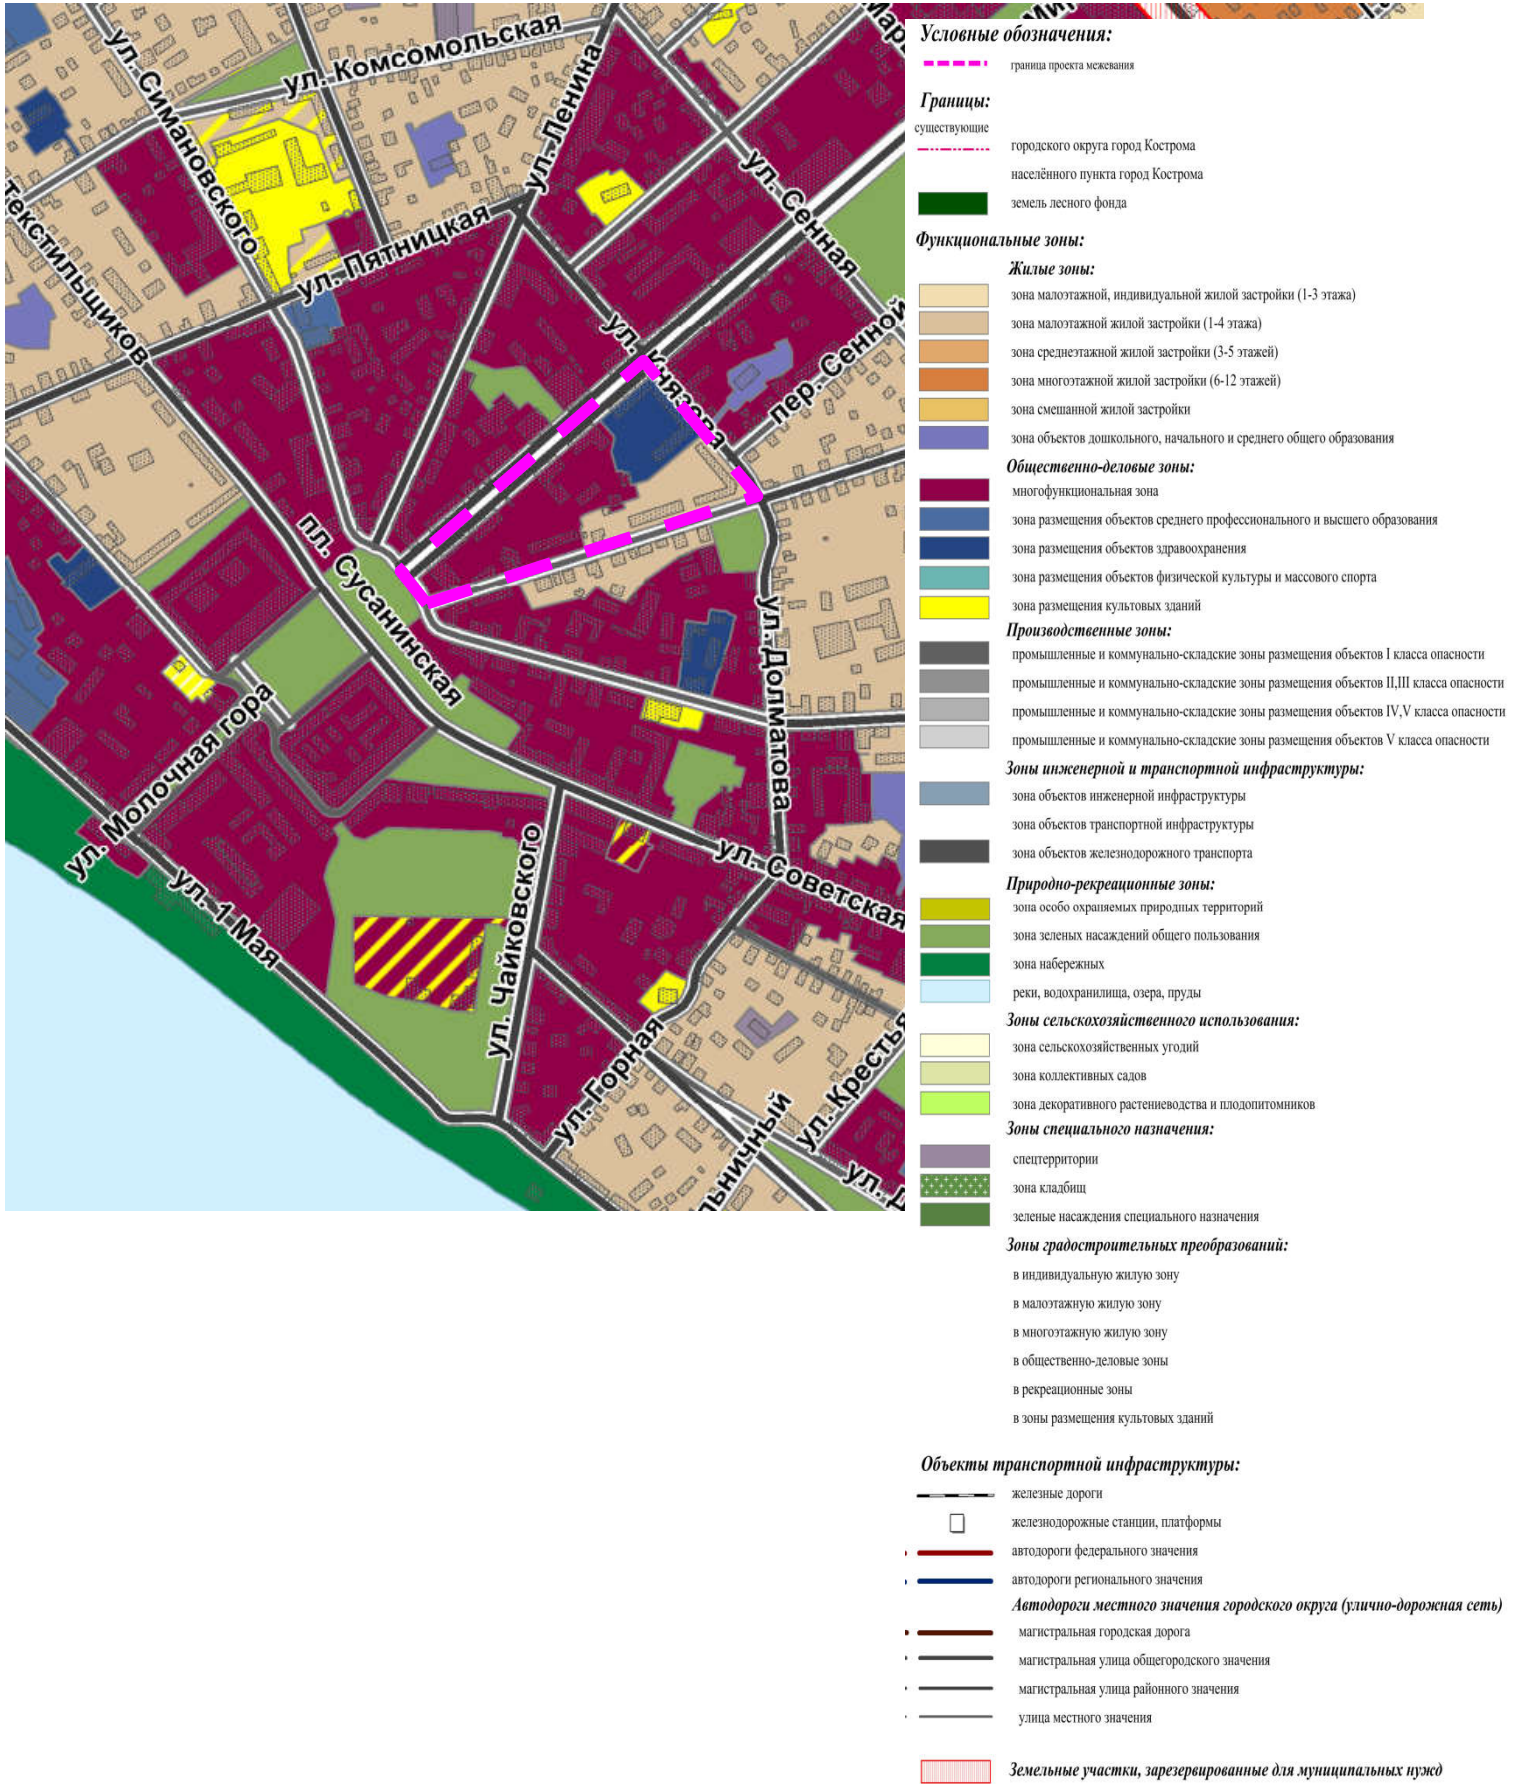 ул. Симановского
ул. Комсомольская
ул. Ленина
ул. Сенная
Текстильщиков
ул. Пятницкая
ул. Князева
пер. Сенной
пл. Сусанинская
ул. Долматова
ул. Молочная гора
ул. 1 Мая
ул. Чайковского
ул. Советская
ул. Горная
Условные обозначения:
граница проекта межевания
Границы:
существующие
городского округа город Кострома
населённого пункта город Кострома
земель лесного фонда
Функциональные зоны:
Жилые зоны:
зона малоэтажной, индивидуальной жилой застройки (1-3 этажа)
зона малоэтажной жилой застройки (1-4 этажа)
зона среднеэтажной жилой застройки (3-5 этажей)
зона многоэтажной жилой застройки (6-12 этажей)
зона смешанной жилой застройки
зона объектов дошкольного, начального и среднего общего образования
Общественно-деловые зоны:
многофункциональная зона
зона размещения объектов среднего профессионального и высшего образования
зона размещения объектов здравоохранения
зона размещения объектов физической культуры и массового спорта
зона размещения культовых зданий
Производственные зоны:
промышленные и коммунально-складские зоны размещения объектов I класса опасности
промышленные и коммунально-складские зоны размещения объектов II,III класса опасности
промышленные и коммунально-складские зоны размещения объектов IV,V класса опасности
промышленные и коммунально-складские зоны размещения объектов V класса опасности
Зоны инженерной и транспортной инфраструктуры:
зона объектов инженерной инфраструктуры
зона объектов транспортной инфраструктуры
зона объектов железнодорожного транспорта
Природно-рекреационные зоны:
зона особо охраняемых природных территорий
зона зеленых насаждений общего пользования
зона набережных
реки, водохранилища, озера, пруды
Зоны сельскохозяйственного использования:
зона сельскохозяйственных угодий
зона коллективных садов
зона декоративного растениеводства и плодопитомников
Зоны специального назначения:
спецтерритории
зона кладбищ
зеленые насаждения специального назначения
Зоны градостроительных преобразований:
в индивидуальную жилую зону
в малоэтажную жилую зону
в многоэтажную жилую зону
в общественно-деловые зоны
в рекреационные зоны
в зоны размещения культовых зданий
Объекты транспортной инфраструктуры:
железные дороги
железнодорожные станции, платформы
автодороги федерального значения
автодороги регионального значения
Автодороги местного значения городского округа (улично-дорожная сеть)
магистральная городская дорога
магистральная улица общегородского значения
магистральная улица районного значения
улица местного значения
Земельные участки, зарезервированные для муниципальных нужд